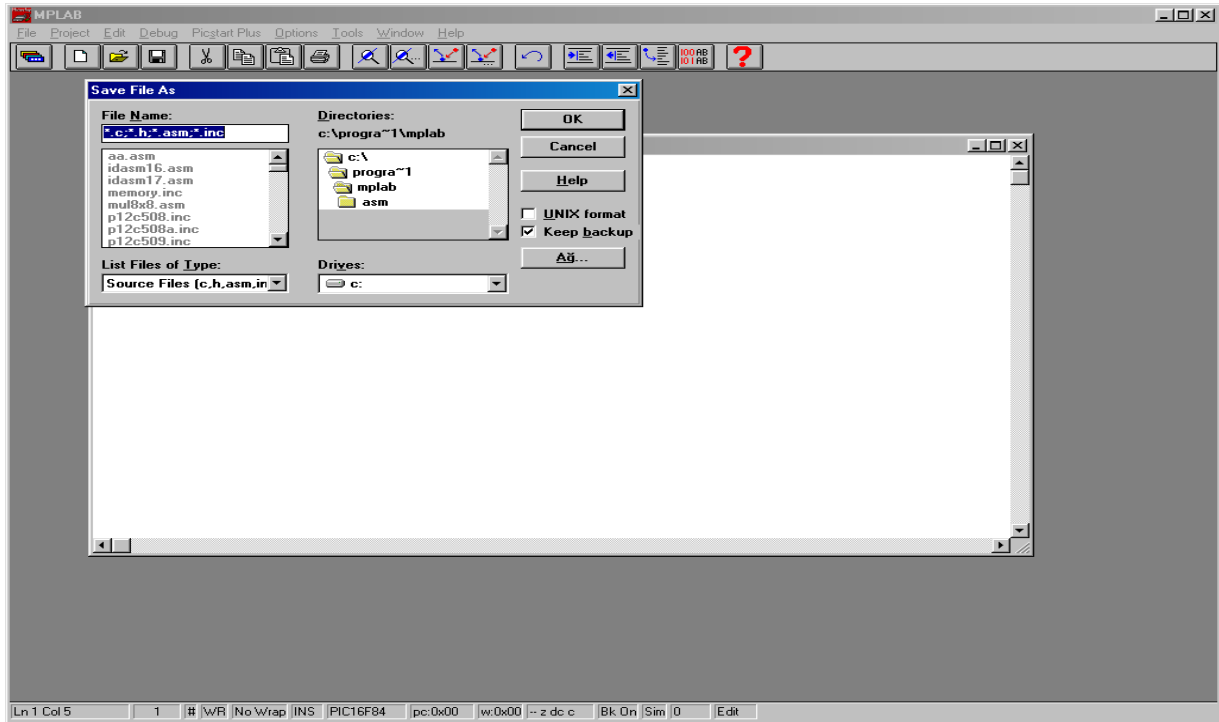 MPLAB
File Project Edit Debug Picstart Plus Options Tools Window Help
100 AB
101 AB
?
Save File As
File Name:
*.c;*.h;*.asm;*.inc
aa.asm
idasm16.asm
idasm17.asm
memory.inc
mul8x8.asm
p12c508.inc
p12c508a.inc
p12c509.inc
List Files of Type:
Source Files (c,h,asm,in
Directories:
c:\progra~1\mplab
c:\
progra~1
mplab
asm
Drives:
c:
OK
Cancel
Help
UNIX format
Keep backup
Ağ...
Ln 1 Col 5 1 # WR No Wrap INS PIC16F84 pc:0x00 w:0x00 -- z dc c Bk On Sim 0 Edit